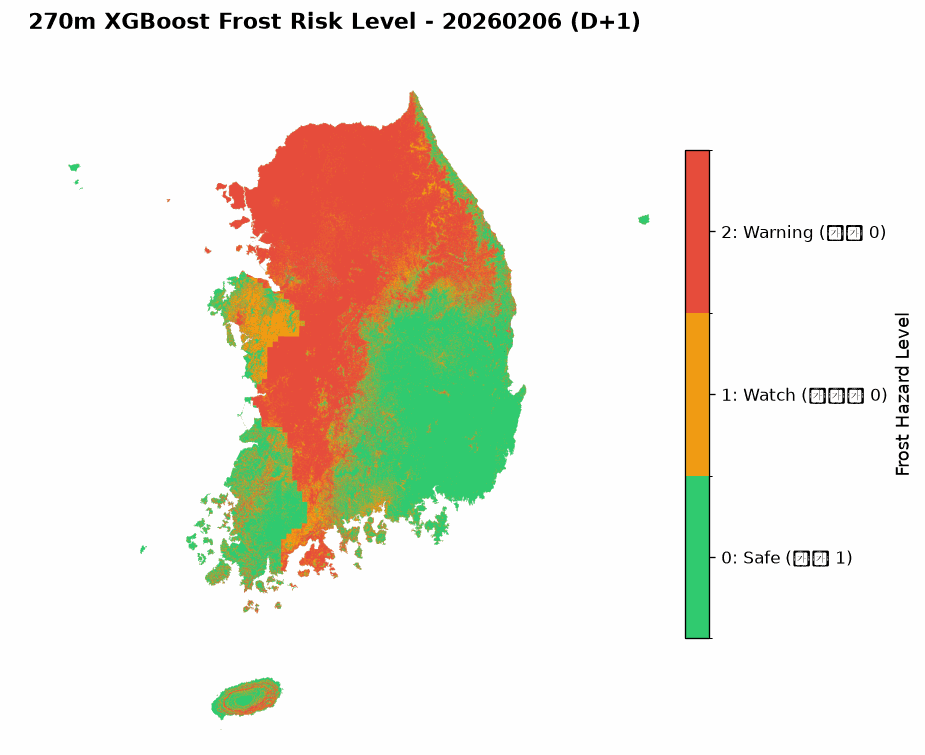 270m XGBoost Frost Risk Level - 20260206 (D+1)
2: Warning ( 0)
1: Watch ( 0)
0: Safe ( 1)
Frost Hazard Level